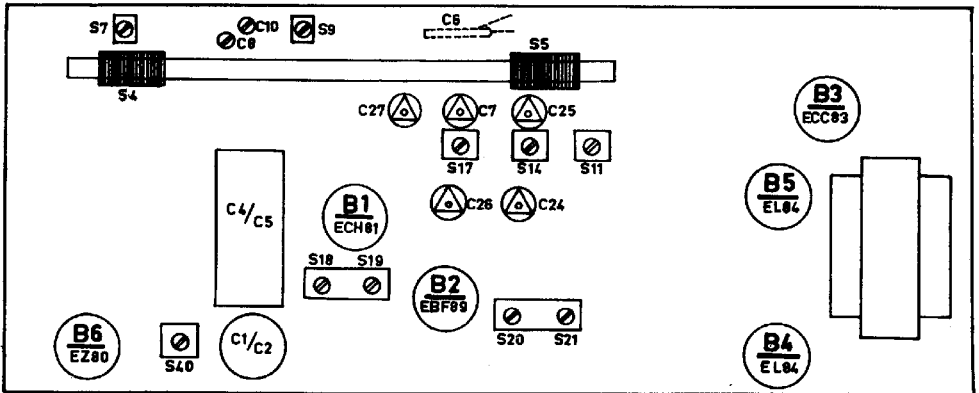 S7
C10
C8
S9
C6
S4
S5
C27
C7
C25
S17
S14
S11
B3
ECC83
C4/C5
B1
ECH81
C26
C24
B5
EL84
S18
S19
B2
EBF89
S20
S21
B6
EZ80
S40
C1/C2
B4
EL84